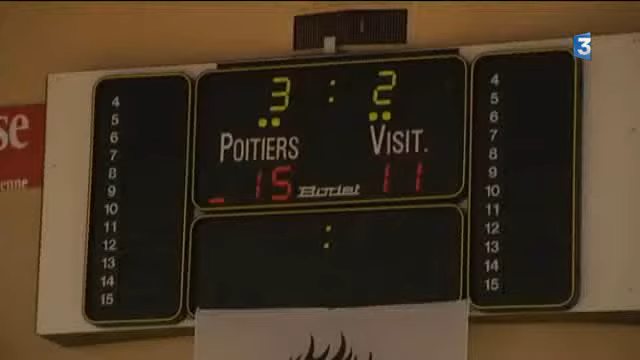 3
3 : 2
POITIERS VISIT.
15 Bodet 11
:
4 4
5 5
6 6
7 7
8 8
9 9
10 10
11 11
12 12
13 13
14 14
15 15
se
enne